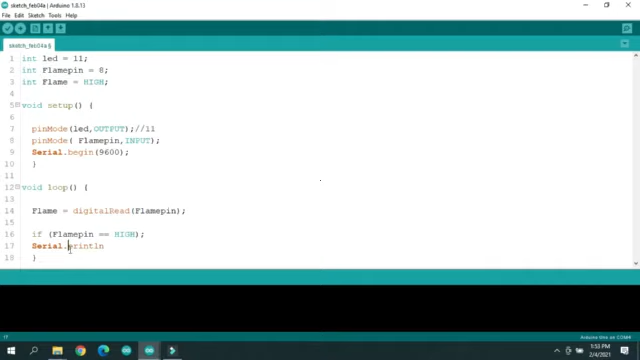 sketch_feb04a | Arduino 1.8.13
File Edit Sketch Tools Help
sketch_feb04a §
1 int led = 11;
2 int Flamepin = 8;
3 int Flame = HIGH;
4
5 void setup() {
6
7 pinMode(led,OUTPUT);//11
8 pinMode( Flamepin,INPUT);
9 Serial.begin(9600);
10 }
11
12 void loop() {
13
14 Flame = digitalRead(Flamepin);
15
16 if (Flamepin == HIGH);
17 Serial.println
18 }
17
1:53 PM
2/4/2021